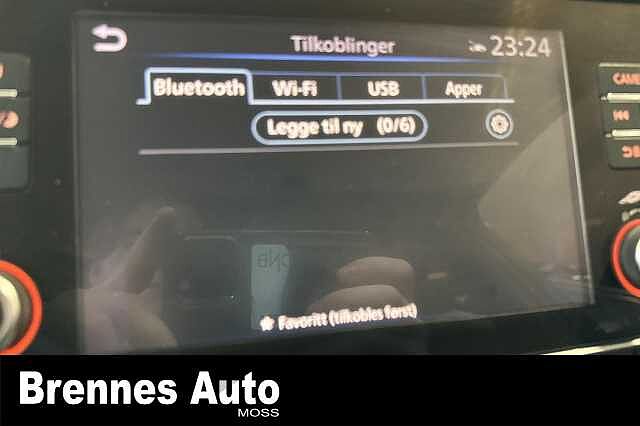 Tilkoblinger
23:24
Bluetooth Wi-Fi USB Apper
Legge til ny (0/6)
CAME
Favoritt (tilkobles først)
Brennes Auto
MOSS